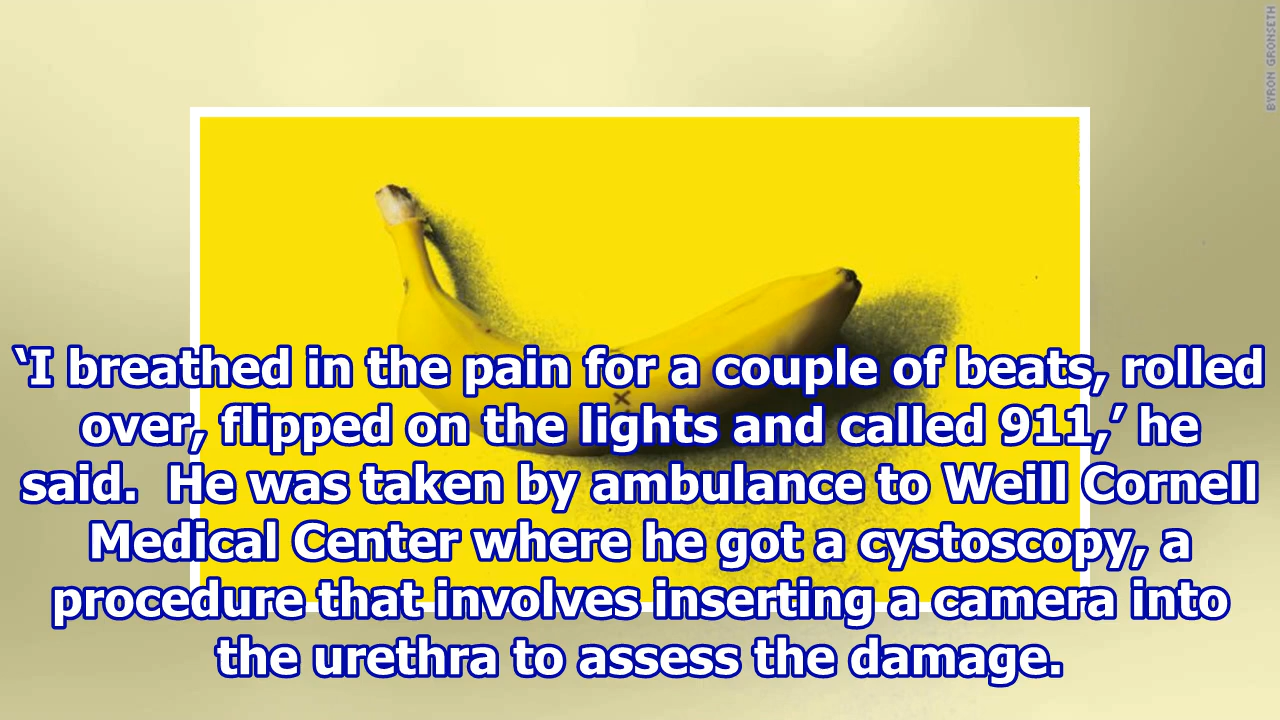 BYRON GRONSETH
‘I breathed in the pain for a couple of beats, rolled
over, flipped on the lights and called 911,’ he
said.  He was taken by ambulance to Weill Cornell
Medical Center where he got a cystoscopy, a
procedure that involves inserting a camera into
the urethra to assess the damage.